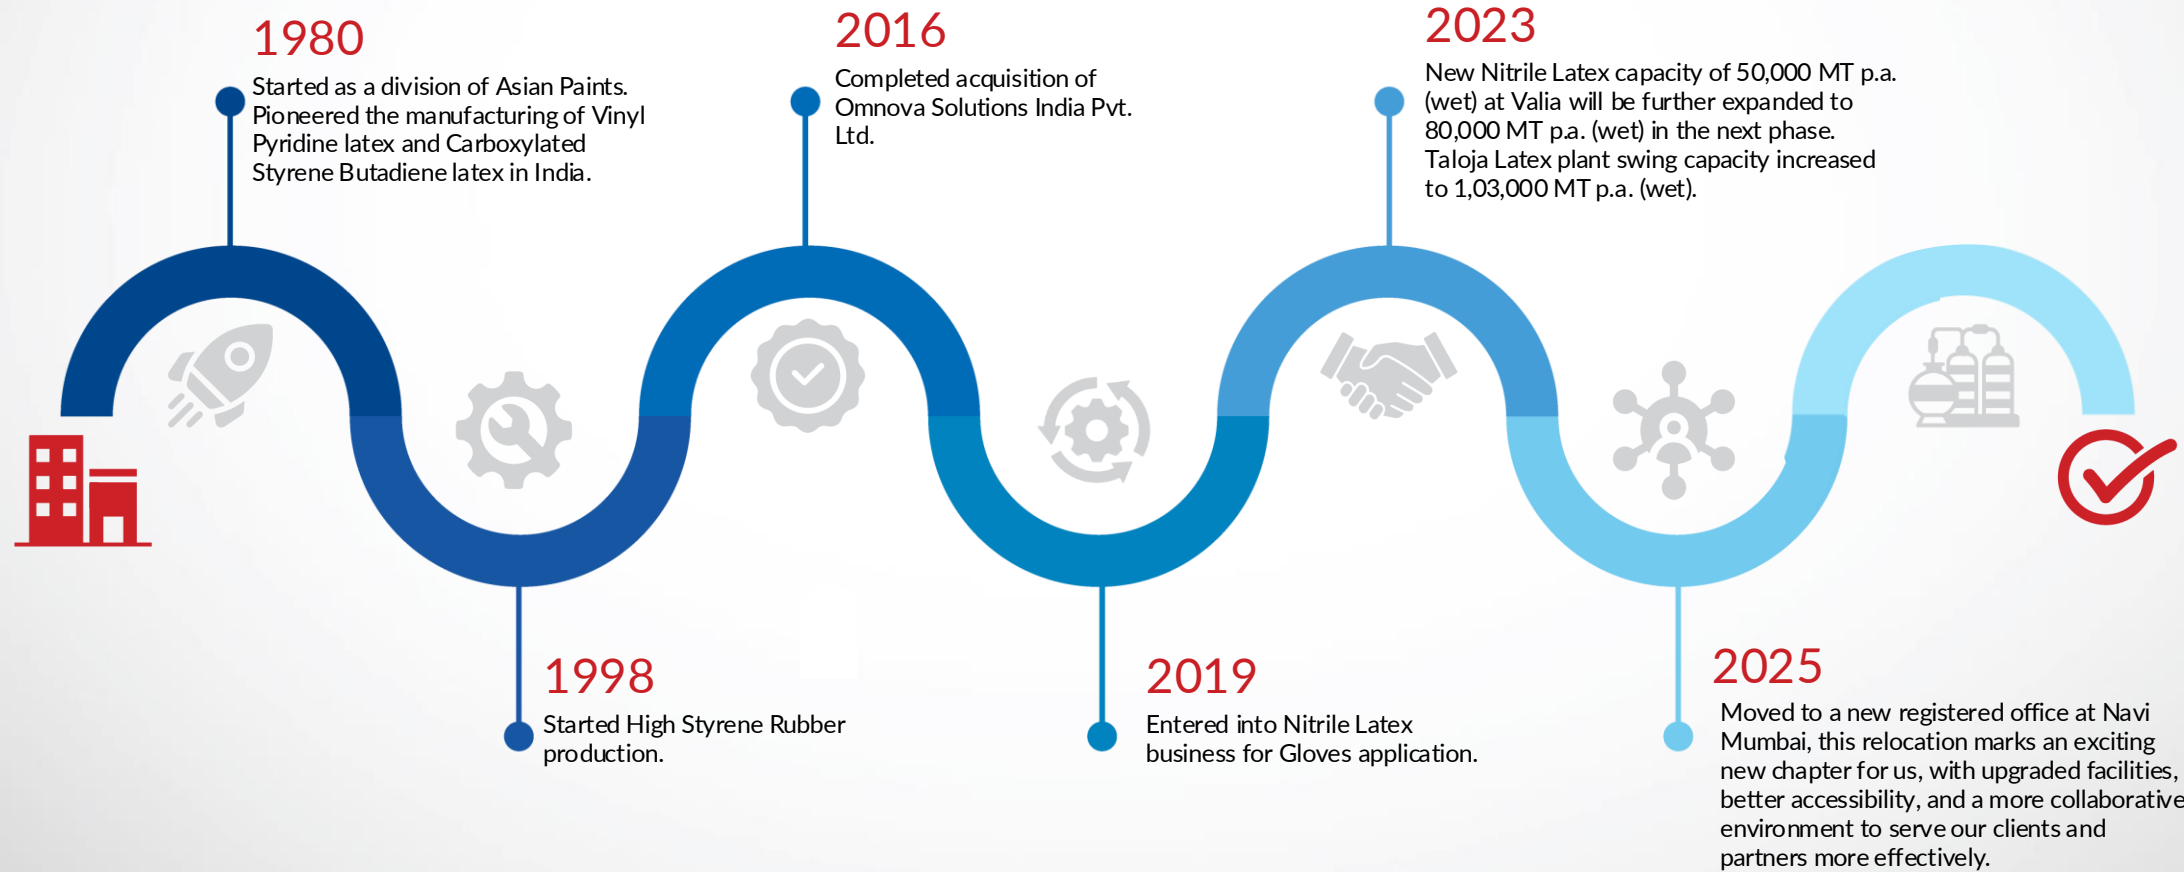 1980
Started as a division of Asian Paints.
Pioneered the manufacturing of Vinyl
Pyridine latex and Carboxylated
Styrene Butadiene latex in India.
2016
Completed acquisition of
Omnova Solutions India Pvt.
Ltd.
2023
New Nitrile Latex capacity of 50,000 MT p.a.
(wet) at Valia will be further expanded to
80,000 MT p.a. (wet) in the next phase.
Taloja Latex plant swing capacity increased
to 1,03,000 MT p.a. (wet).
1998
Started High Styrene Rubber
production.
2019
Entered into Nitrile Latex
business for Gloves application.
2025
Moved to a new registered office at Navi
Mumbai, this relocation marks an exciting
new chapter for us, with upgraded facilities,
better accessibility, and a more collaborative
environment to serve our clients and
partners more effectively.